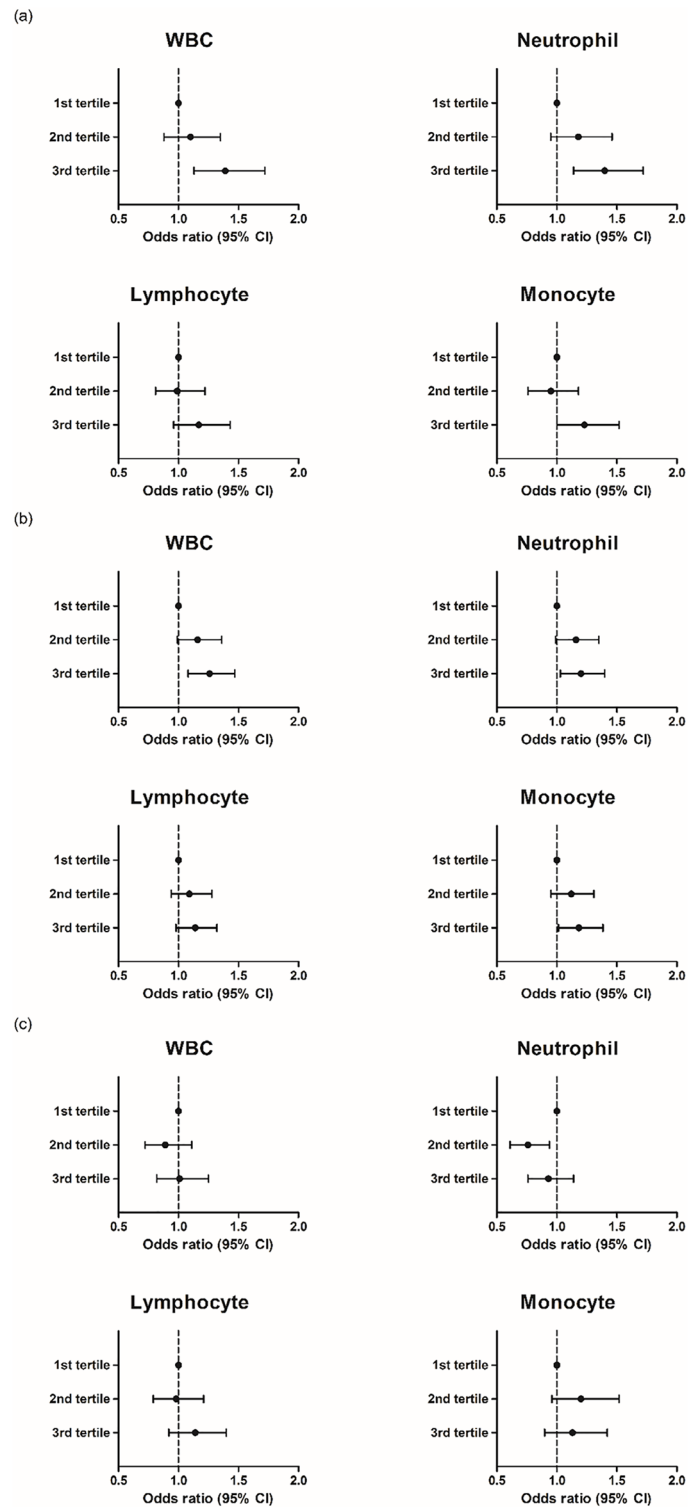 (a)
WBC
1st tertile
2nd tertile
3rd tertile
0.5 1.0 1.5 2.0
Odds ratio (95% CI)
Neutrophil
1st tertile
2nd tertile
3rd tertile
0.5 1.0 1.5 2.0
Odds ratio (95% CI)
Lymphocyte
1st tertile
2nd tertile
3rd tertile
0.5 1.0 1.5 2.0
Odds ratio (95% CI)
Monocyte
1st tertile
2nd tertile
3rd tertile
0.5 1.0 1.5 2.0
Odds ratio (95% CI)
(b)
WBC
1st tertile
2nd tertile
3rd tertile
0.5 1.0 1.5 2.0
Odds ratio (95% CI)
Neutrophil
1st tertile
2nd tertile
3rd tertile
0.5 1.0 1.5 2.0
Odds ratio (95% CI)
Lymphocyte
1st tertile
2nd tertile
3rd tertile
0.5 1.0 1.5 2.0
Odds ratio (95% CI)
Monocyte
1st tertile
2nd tertile
3rd tertile
0.5 1.0 1.5 2.0
Odds ratio (95% CI)
(c)
WBC
1st tertile
2nd tertile
3rd tertile
0.5 1.0 1.5 2.0
Odds ratio (95% CI)
Neutrophil
1st tertile
2nd tertile
3rd tertile
0.5 1.0 1.5 2.0
Odds ratio (95% CI)
Lymphocyte
1st tertile
2nd tertile
3rd tertile
0.5 1.0 1.5 2.0
Odds ratio (95% CI)
Monocyte
1st tertile
2nd tertile
3rd tertile
0.5 1.0 1.5 2.0
Odds ratio (95% CI)